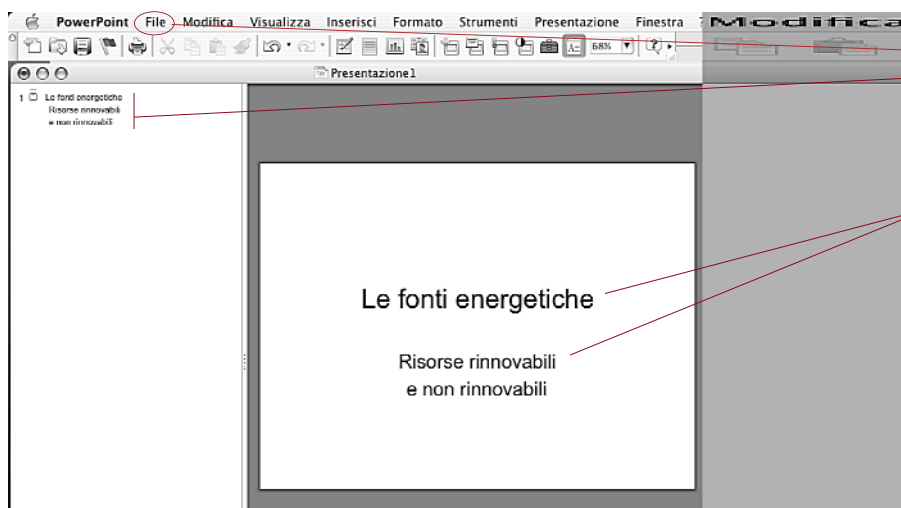 PowerPoint File Modifica Visualizza Inserisci Formato Strumenti Presentazione Finestra ? Modifica
68%
Presentazione1
1 Le fonti energetiche
Risorse rinnovabili
e non rinnovabili
Le fonti energetiche
Risorse rinnovabili
e non rinnovabili